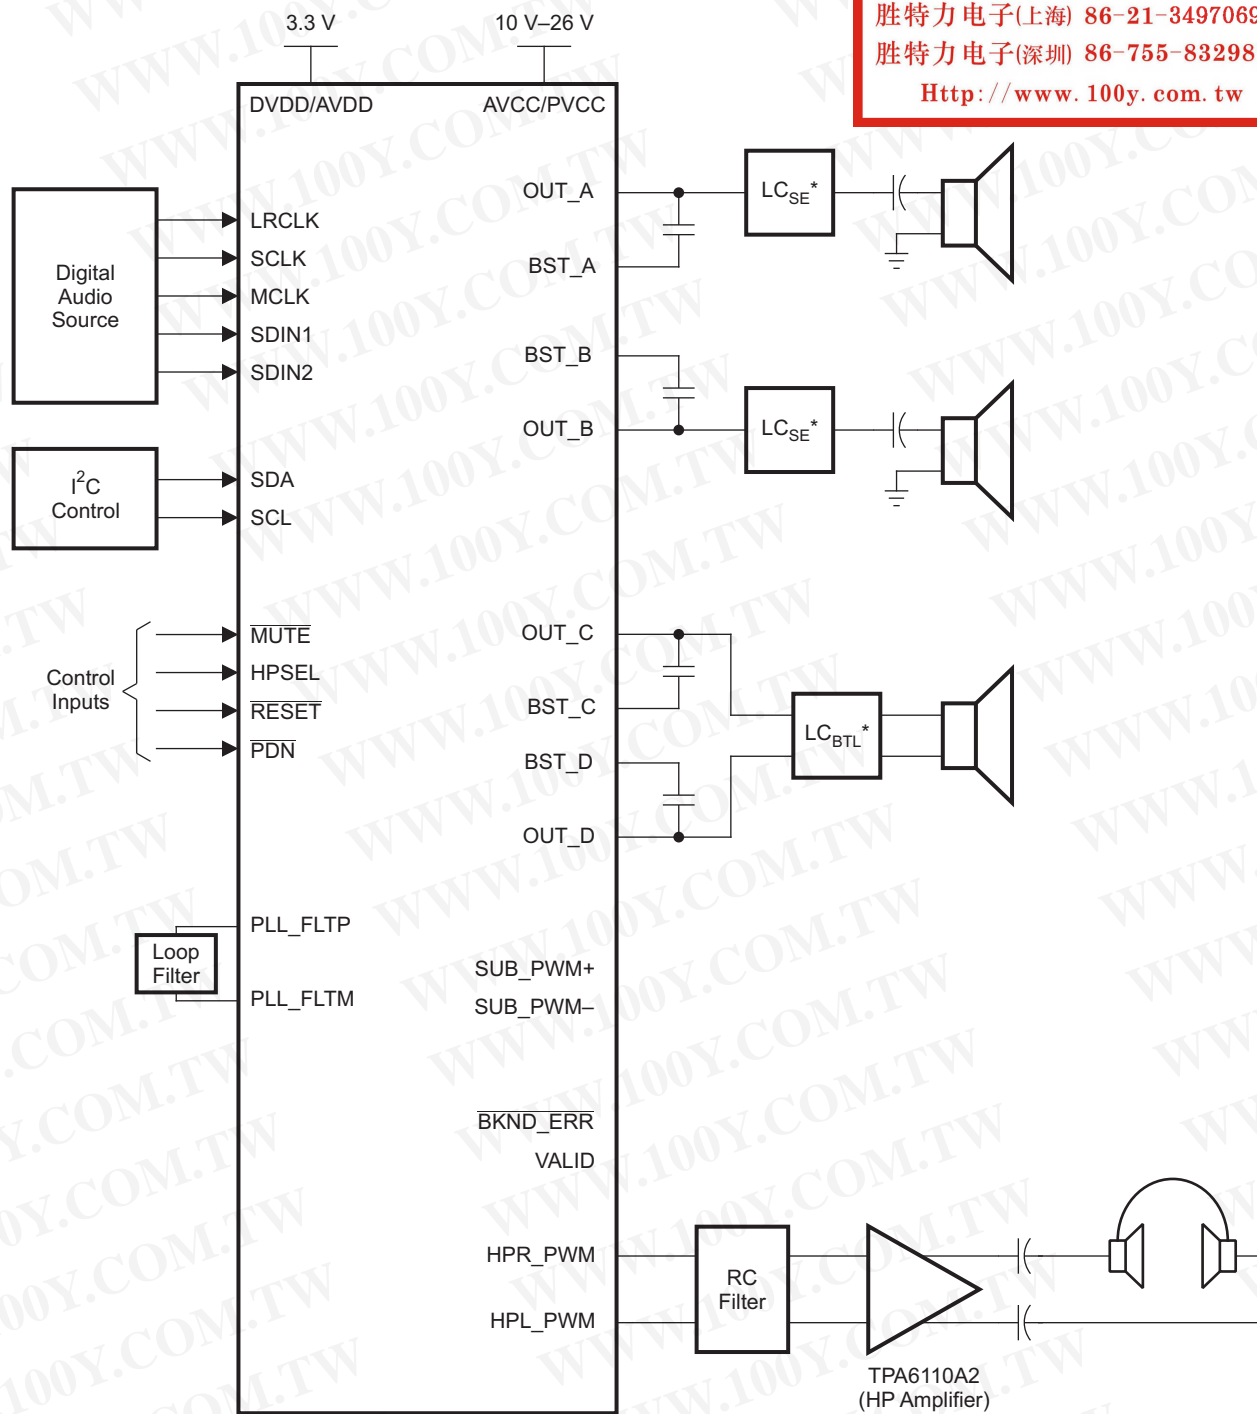 3.3 V
10 V–26 V
胜特力电子(上海) 86-21-3497069
胜特力电子(深圳) 86-755-83298
Http://www.100y.com.tw
DVDD/AVDD
AVCC/PVCC
Digital
Audio
Source
LRCLK
SCLK
MCLK
SDIN1
SDIN2
I²C
Control
SDA
SCL
Control
Inputs
MUTE
HPSEL
RESET
PDN
Loop
Filter
PLL_FLTP
PLL_FLTM
OUT_A
BST_A
BST_B
OUT_B
OUT_C
BST_C
BST_D
OUT_D
SUB_PWM+
SUB_PWM–
BKND_ERR
VALID
HPR_PWM
HPL_PWM
LCSE*
LCSE*
LCBTL*
RC
Filter
TPA6110A2
(HP Amplifier)
WWW.100Y.COM.TW